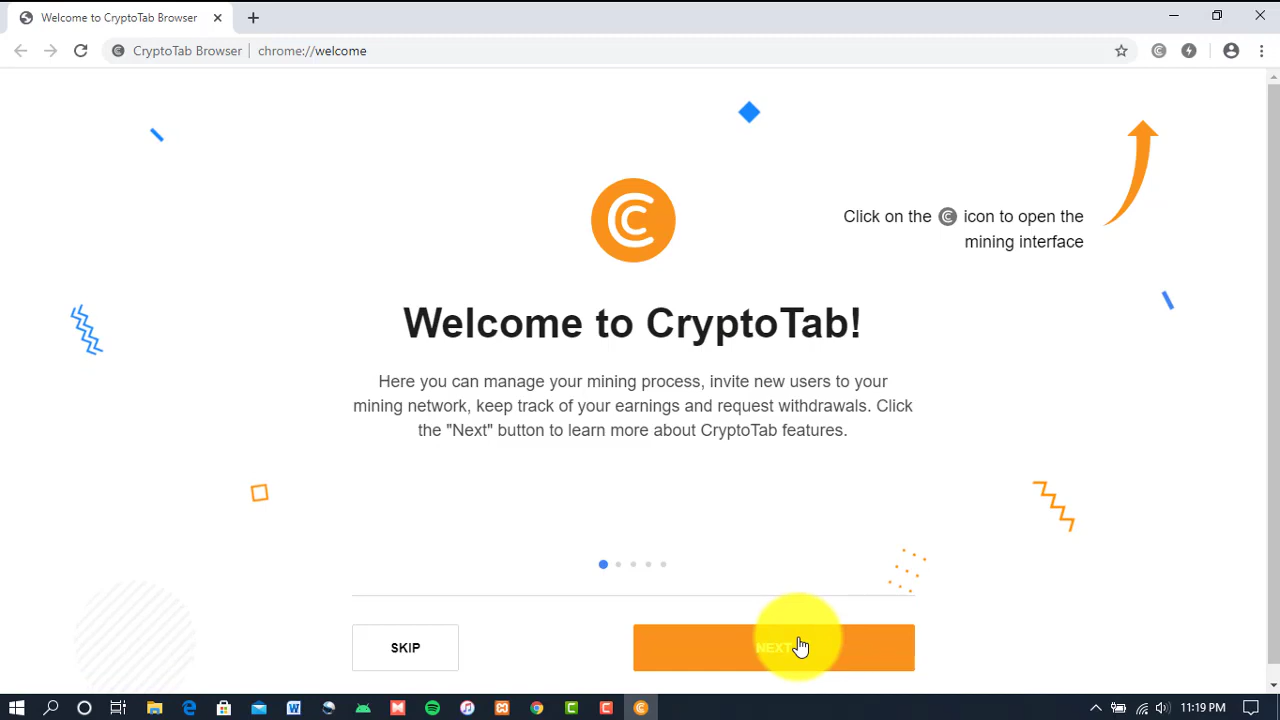 Welcome to CryptoTab Browser
CryptoTab Browser
chrome://welcome
Click on the icon to open the
mining interface
Welcome to CryptoTab!
Here you can manage your mining process, invite new users to your
mining network, keep track of your earnings and request withdrawals. Click
the "Next" button to learn more about CryptoTab features.
SKIP
NEXT
11:19 PM